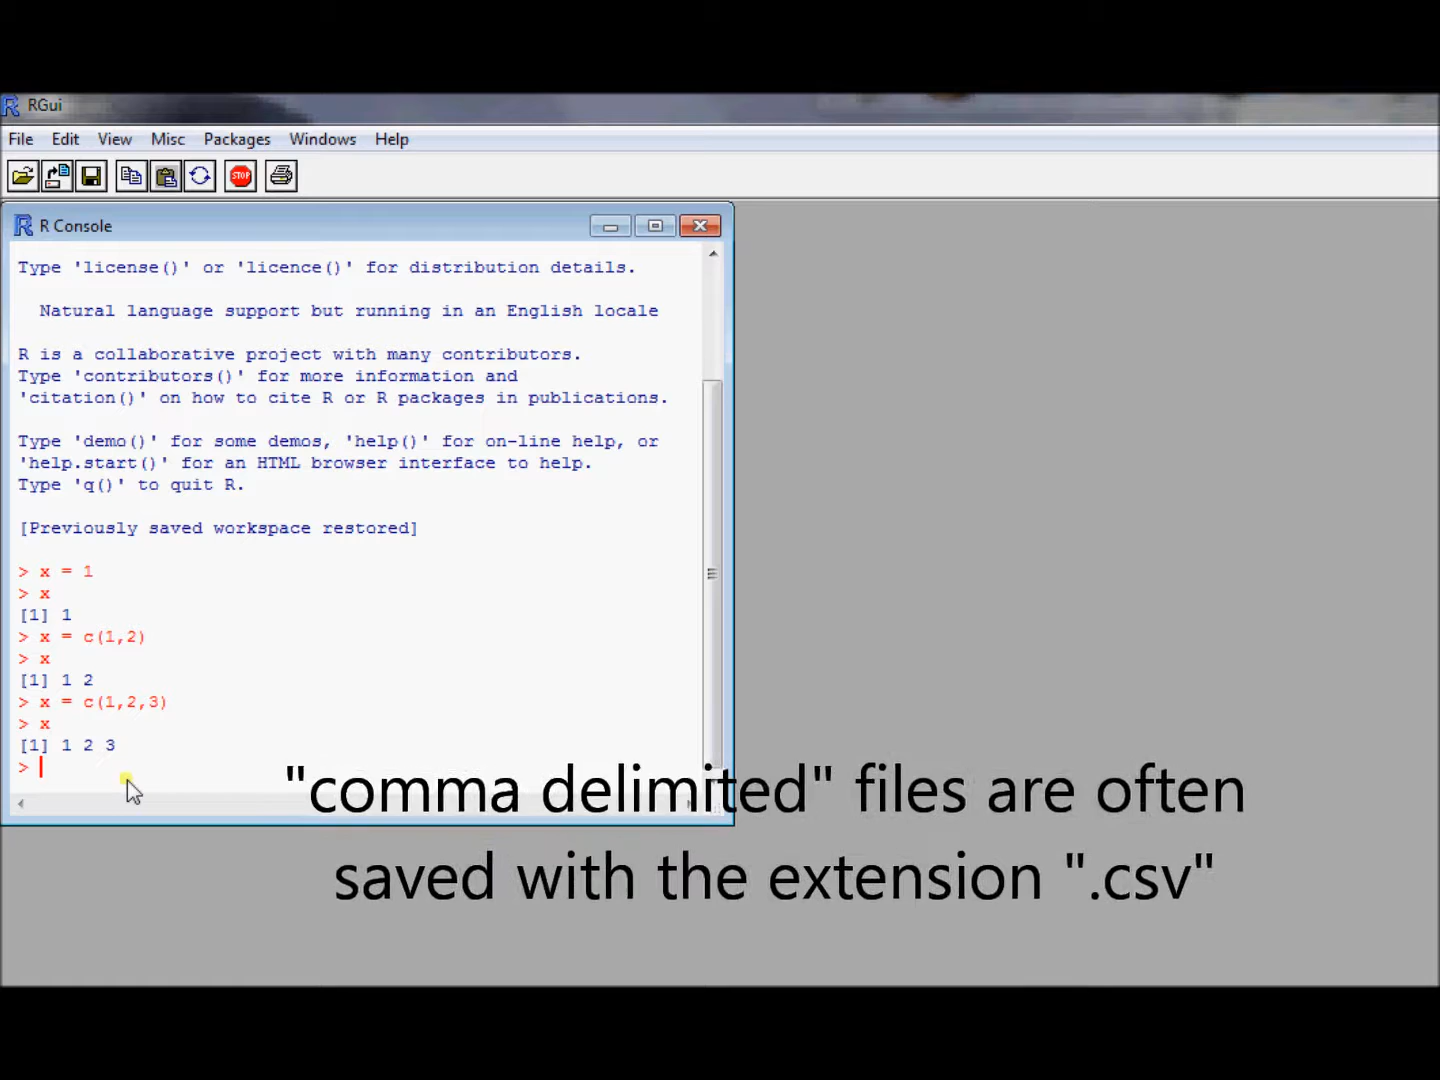 RGui
File Edit View Misc Packages Windows Help
STOP
R Console
Type 'license()' or 'licence()' for distribution details.
Natural language support but running in an English locale
R is a collaborative project with many contributors.
Type 'contributors()' for more information and
'citation()' on how to cite R or R packages in publications.
Type 'demo()' for some demos, 'help()' for on-line help, or
'help.start()' for an HTML browser interface to help.
Type 'q()' to quit R.
[Previously saved workspace restored]
> x = 1
> x
[1] 1
> x = c(1,2)
> x
[1] 1 2
> x = c(1,2,3)
> x
[1] 1 2 3
>
"comma delimited" files are often
saved with the extension ".csv"